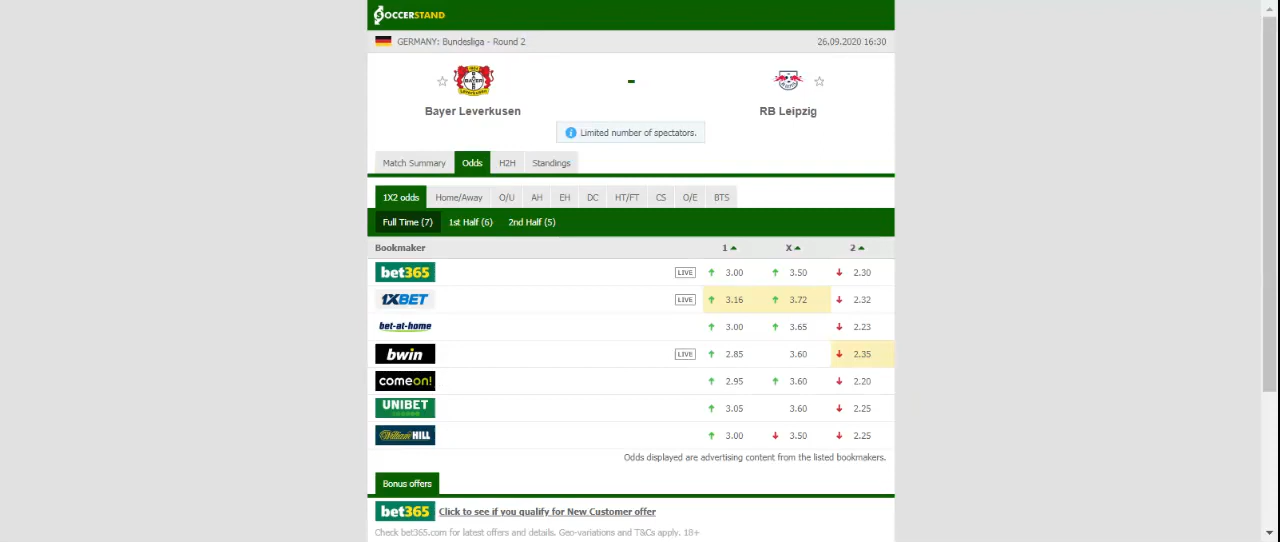 SOCCERSTAND
GERMANY: Bundesliga - Round 2 26.09.2020 16:30
-
Bayer Leverkusen RB Leipzig
Limited number of spectators.
Match Summary Odds H2H Standings
1X2 odds Home/Away O/U AH EH DC HT/FT CS O/E BTS
Full Time (7) 1st Half (6) 2nd Half (5)
Bookmaker 1 X 2
bet365 LIVE 3.00 3.50 2.30
1XBET LIVE 3.16 3.72 2.32
bet-at-home 3.00 3.65 2.23
bwin LIVE 2.85 3.60 2.35
comeon! 2.95 3.60 2.20
UNIBET 3.05 3.60 2.25
William HILL 3.00 3.50 2.25
Odds displayed are advertising content from the listed bookmakers.
Bonus offers
bet365 Click to see if you qualify for New Customer offer
Check bet365.com for latest offers and details. Geo-variations and T&Cs apply. 18+